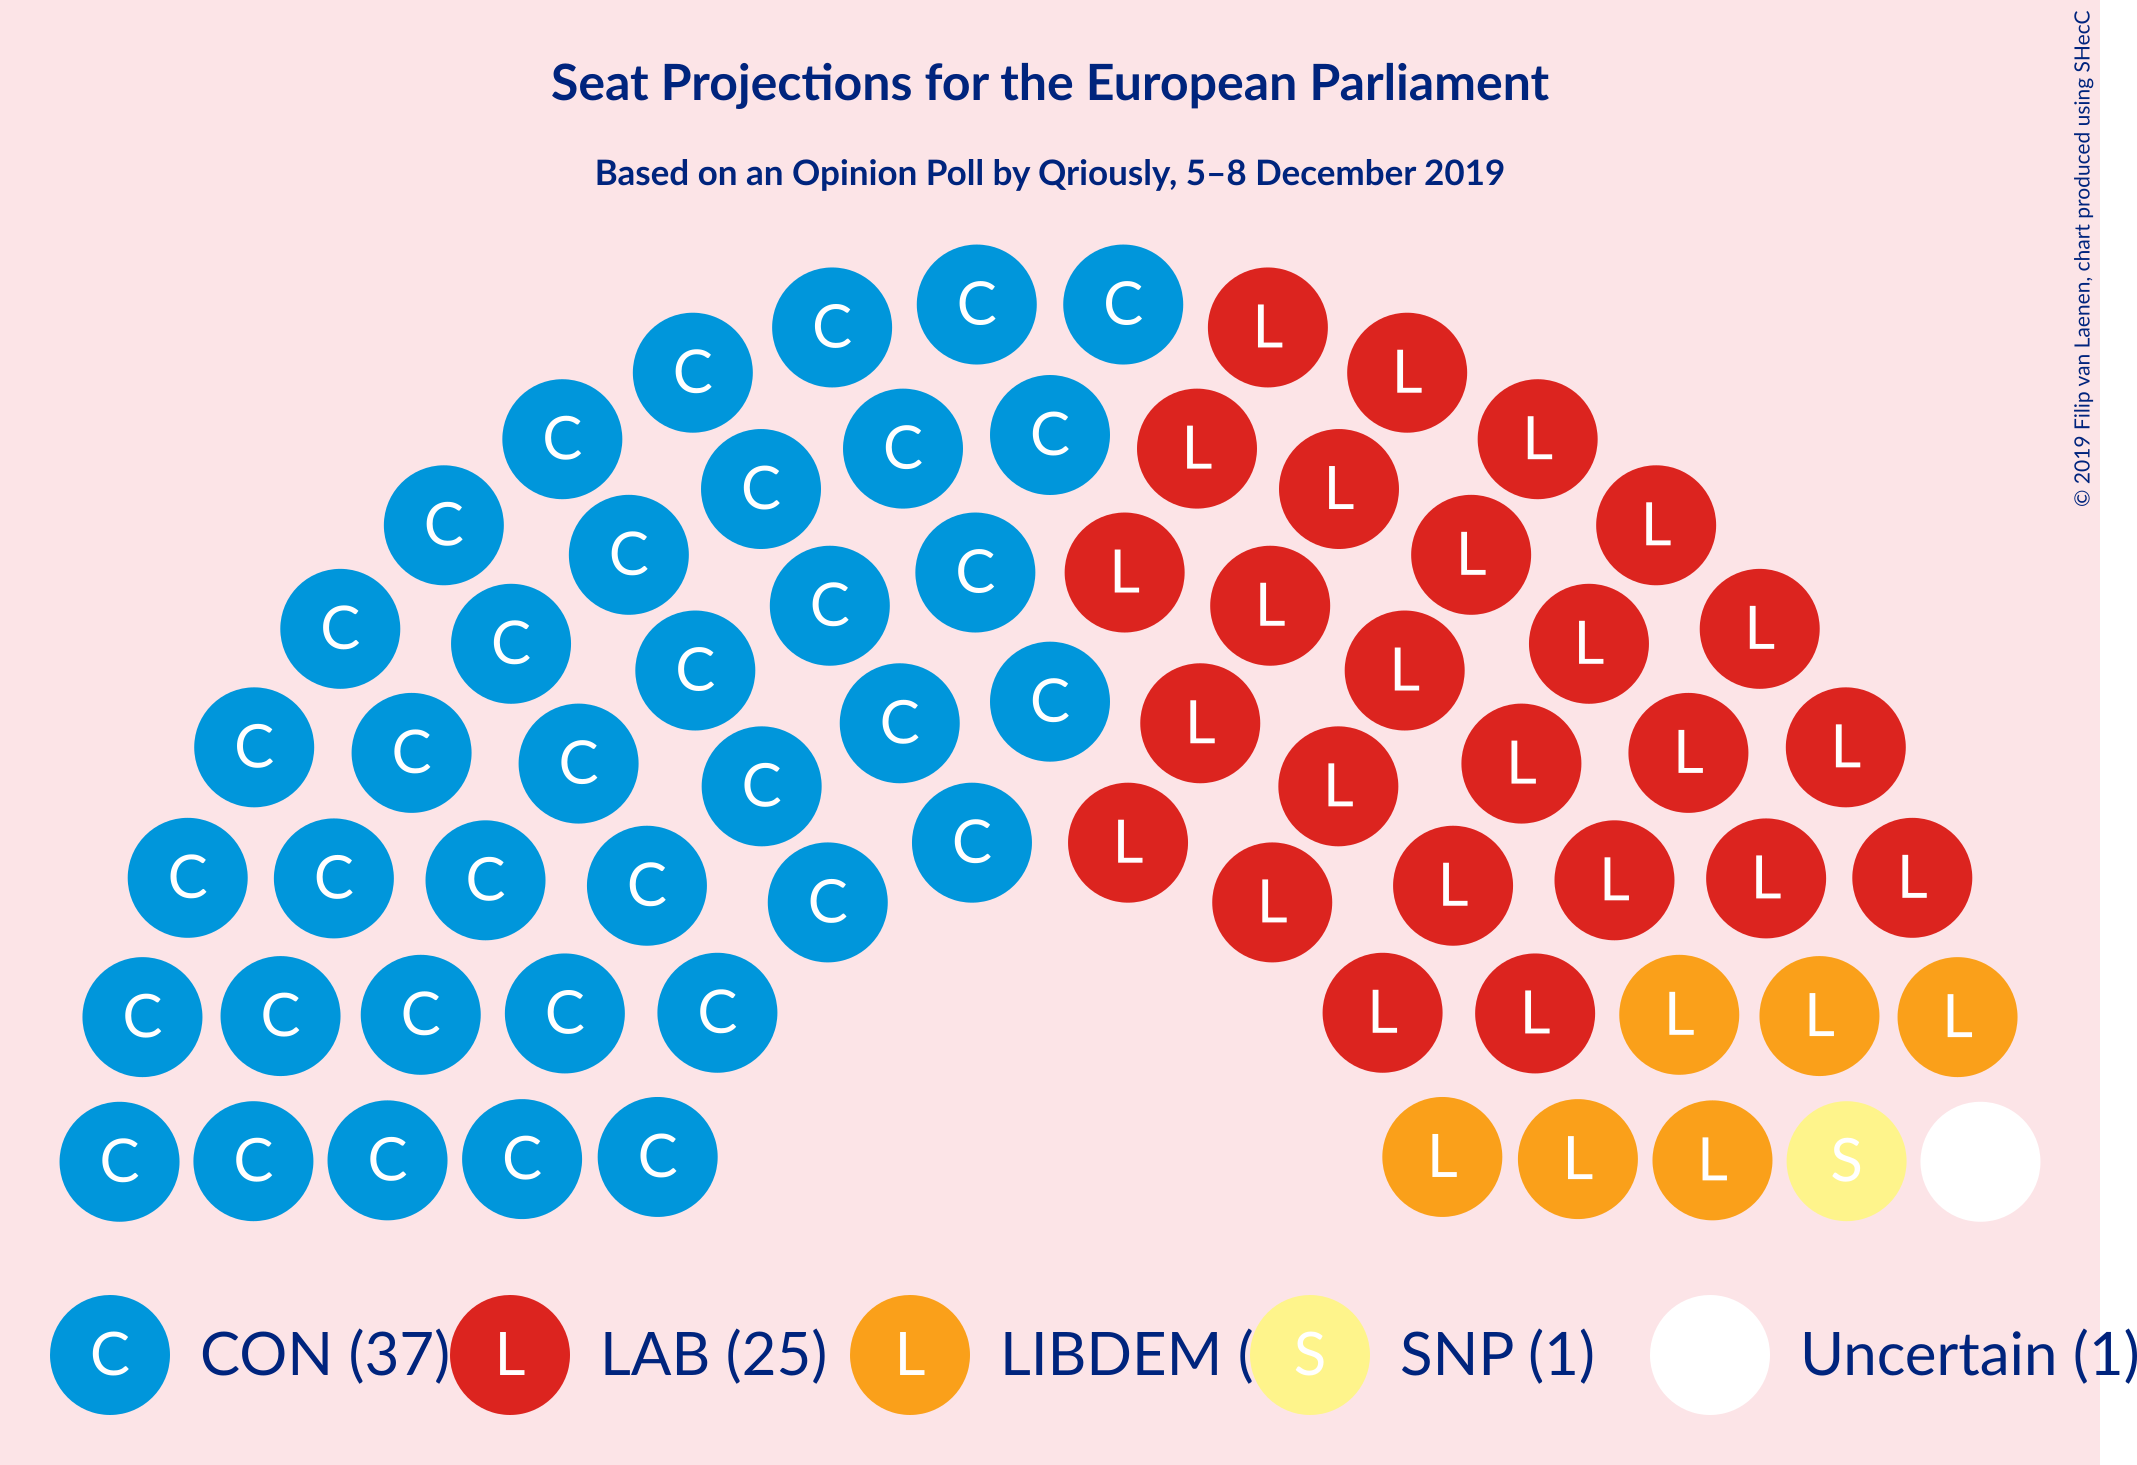 Seat Projections for the European Parliament
Based on an Opinion Poll by Qriously, 5–8 December 2019
© 2019 Filip van Laenen, chart produced using SHecC
C C C L
C L
C C C L L
C L
C L
C C L L
C C L L
C C L L
C C L
C C C C L L L L
C L
C C C C C L L L L L
C C C C C L L L L L
C C C C C L L L S
C CON (37) L LAB (25) L LIBDEM ( S SNP (1) Uncertain (1)